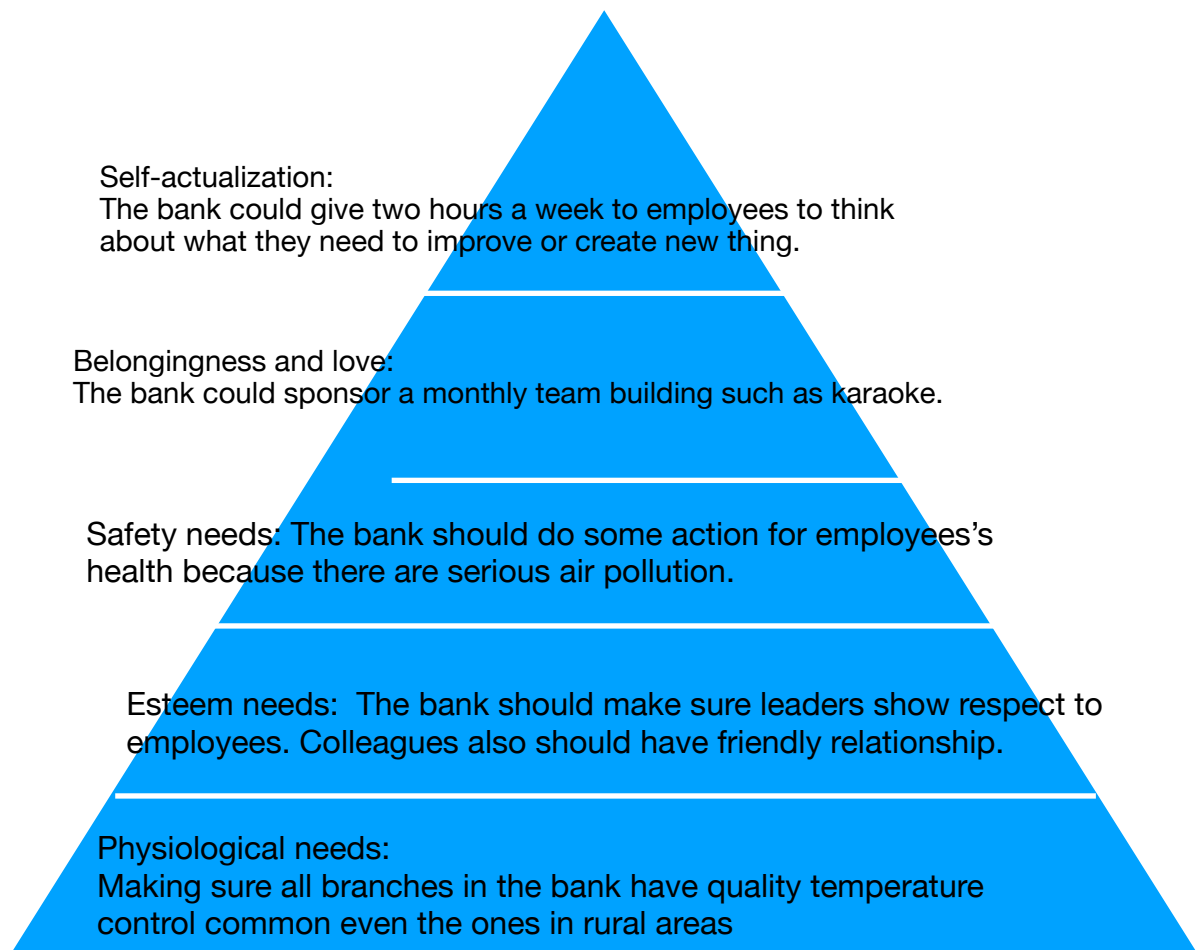 Self-actualization:
The bank could give two hours a week to employees to think
about what they need to improve or create new thing.
Belongingness and love:
The bank could sponsor a monthly team building such as karaoke.
Safety needs: The bank should do some action for employees’s
health because there are serious air pollution.
Esteem needs:  The bank should make sure leaders show respect to
employees. Colleagues also should have friendly relationship.
Physiological needs:
Making sure all branches in the bank have quality temperature
control common even the ones in rural areas